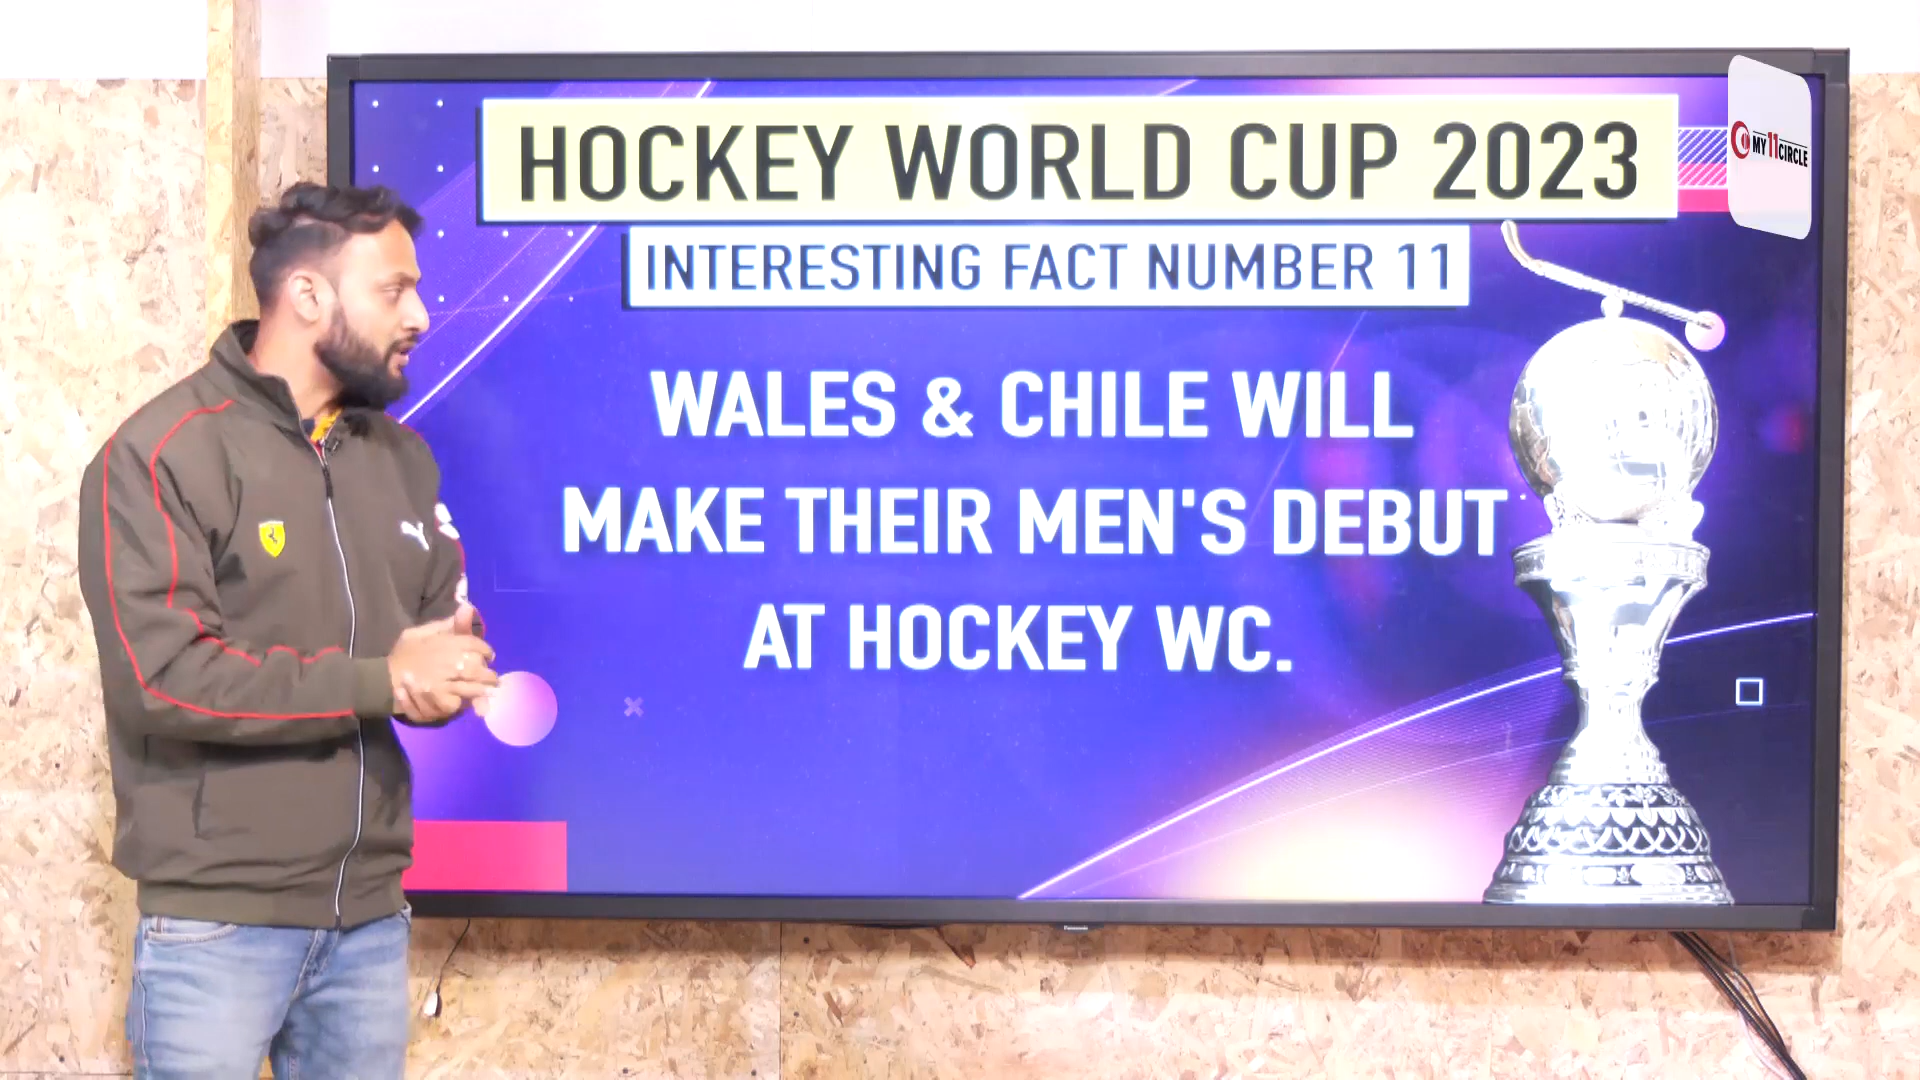 HOCKEY WORLD CUP 2023
MY11CIRCLE
INTERESTING FACT NUMBER 11
WALES & CHILE WILL
MAKE THEIR MEN'S DEBUT
AT HOCKEY WC.
Panasonic